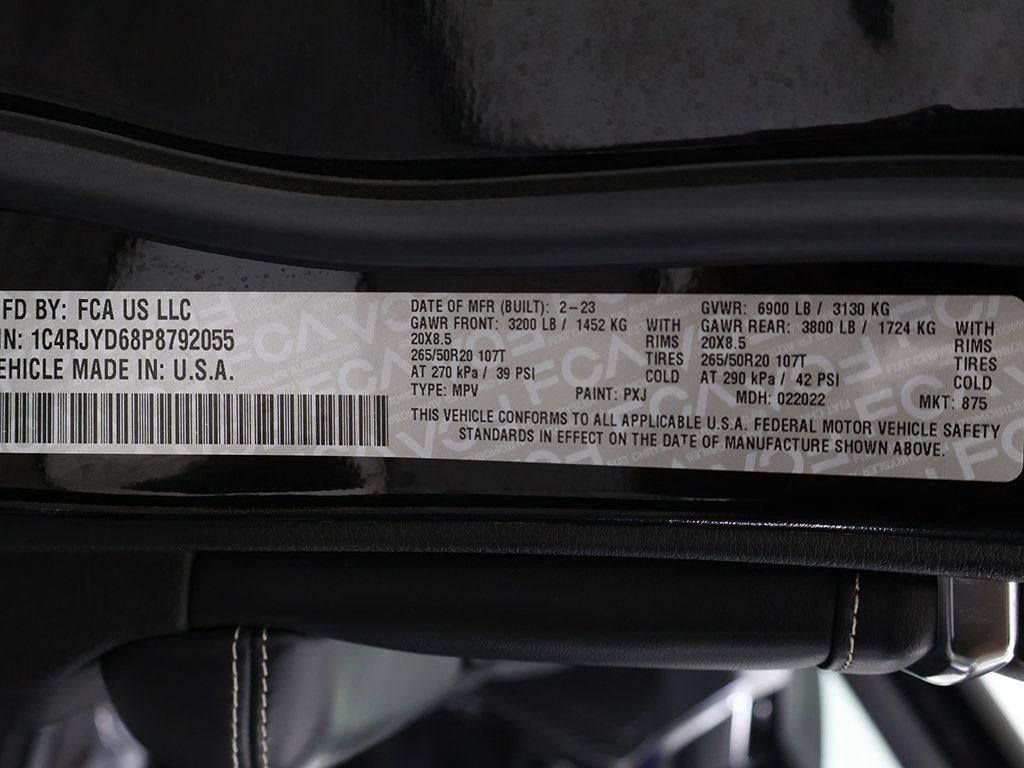 FD BY: FCA US LLC
IN: 1C4RJYD68P8792055
EHICLE MADE IN: U.S.A.
DATE OF MFR (BUILT): 2-23
GAWR FRONT: 3200 LB / 1452 KG WITH
20X8.5 RIMS
265/50R20 107T TIRES
AT 270 kPa / 39 PSI COLD
TYPE: MPV PAINT: PXJ
GVWR: 6900 LB / 3130 KG
GAWR REAR: 3800 LB / 1724 KG WITH
20X8.5 RIMS
265/50R20 107T TIRES
AT 290 kPa / 42 PSI COLD
MDH: 022022 MKT: 875
THIS VEHICLE CONFORMS TO ALL APPLICABLE U.S.A. FEDERAL MOTOR VEHICLE SAFETY
STANDARDS IN EFFECT ON THE DATE OF MANUFACTURE SHOWN ABOVE.